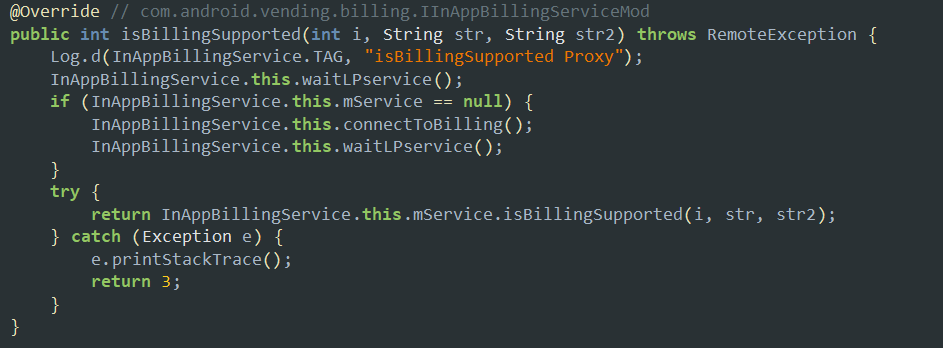 @Override // com.android.vending.billing.IInAppBillingServiceMod
public int isBillingSupported(int i, String str, String str2) throws RemoteException {
    Log.d(InAppBillingService.TAG, "isBillingSupported Proxy");
    InAppBillingService.this.waitLPservice();
    if (InAppBillingService.this.mService == null) {
        InAppBillingService.this.connectToBilling();
        InAppBillingService.this.waitLPservice();
    }
    try {
        return InAppBillingService.this.mService.isBillingSupported(i, str, str2);
    } catch (Exception e) {
        e.printStackTrace();
        return 3;
    }
}